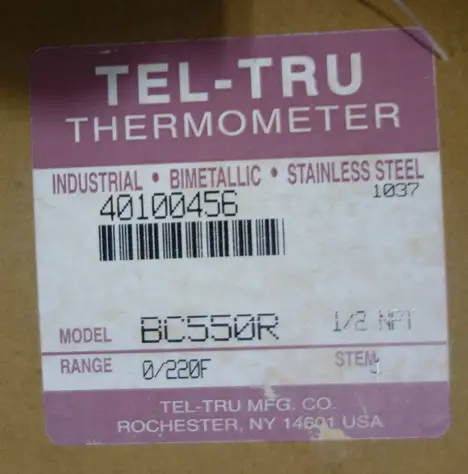 TEL-TRU
THERMOMETER
INDUSTRIAL • BIMETALLIC • STAINLESS STEEL
40100456 1037
MODEL BC550R 1/2 NPT
RANGE 0/220F STEM
TEL-TRU MFG. CO.
ROCHESTER, NY 14601 USA